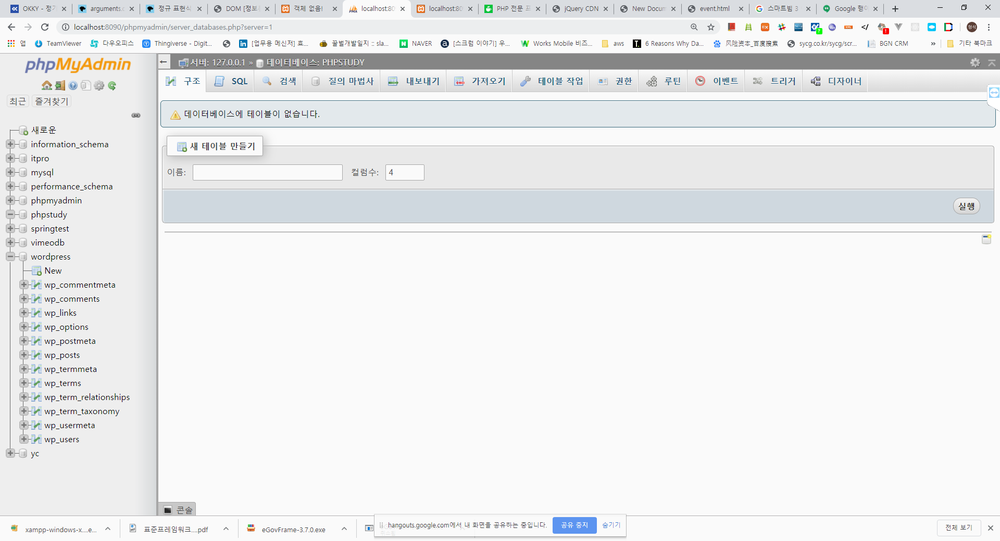 OKKY - 정기
arguments.c
정규 표현식
DOM [정보
객체 없음!
localhost:80
localhost:80
PHP 전문 프
jQuery CDN
New Docum
event.html
스마트빔 3
Google 행아
localhost:8090/phpmyadmin/server_databases.php?server=1
앱
TeamViewer
다우오피스
Thingiverse - Digit...
[업무용 메신저] 효...
꿀벌개발일지 :: sla...
NAVER
[스크럼 이야기] 우...
Works Mobile 비즈...
aws
6 Reasons Why Da...
风险资本_百度搜素
sycg.co.kr/sycg/scr...
BGN CRM
»
기타 북마크
phpMyAdmin
최근 즐겨찾기
새로운
information_schema
itpro
mysql
performance_schema
phpmyadmin
phpstudy
springtest
vimeodb
wordpress
New
wp_commentmeta
wp_comments
wp_links
wp_options
wp_postmeta
wp_posts
wp_termmeta
wp_terms
wp_term_relationships
wp_term_taxonomy
wp_usermeta
wp_users
yc
서버: 127.0.0.1 » 데이터베이스: PHPSTUDY
구조 SQL 검색 질의 마법사 내보내기 가져오기 테이블 작업 권한 루틴 이벤트 트리거 디자이너
데이터베이스에 테이블이 없습니다.
새 테이블 만들기
이름: 컬럼수: 4
실행
콘솔
xampp-windows-x....e...
표준프레임워크....pdf
eGovFrame-3.7.0.exe
hangouts.google.com에서 내 화면을 공유하는 중입니다. 공유 중지 숨기기
전체 보기